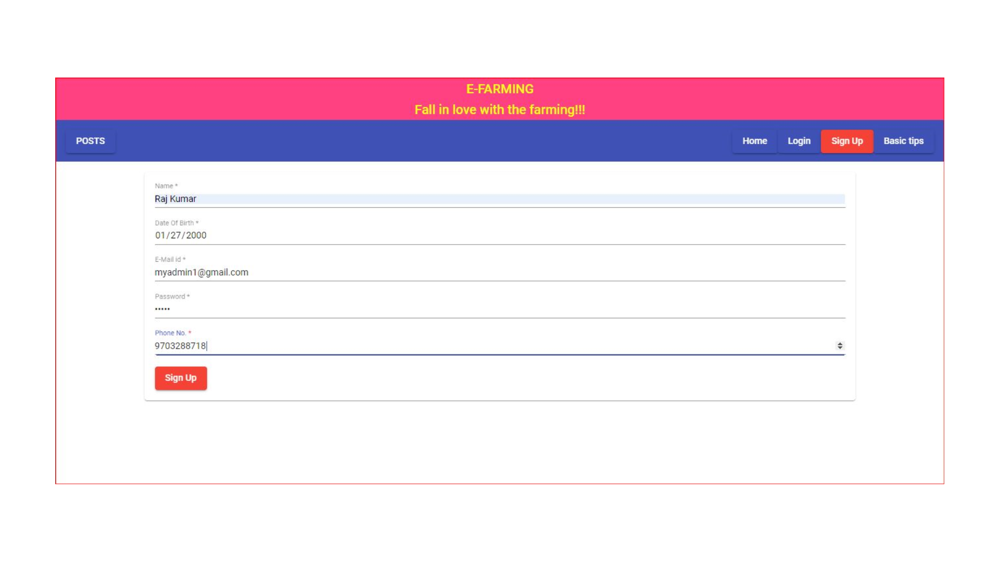 E-FARMING
Fall in love with the farming!!!
POSTS Home Login Sign Up Basic tips
Name *
Raj Kumar
Date Of Birth *
01/27/2000
E-Mail id *
myadmin1@gmail.com
Password *
•••••
Phone No. *
9703288718
Sign Up